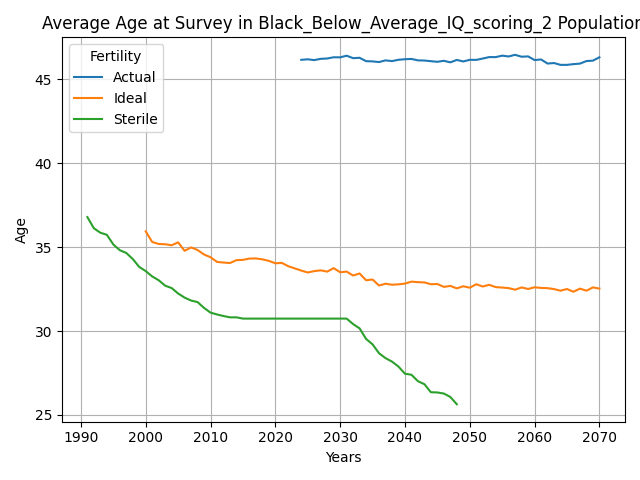 Average Age at Survey in Black_Below_Average_IQ_scoring_2 Population
Fertility
Actual
Ideal
Sterile
Age
45
40
35
30
25
1990 2000 2010 2020 2030 2040 2050 2060 2070
Years